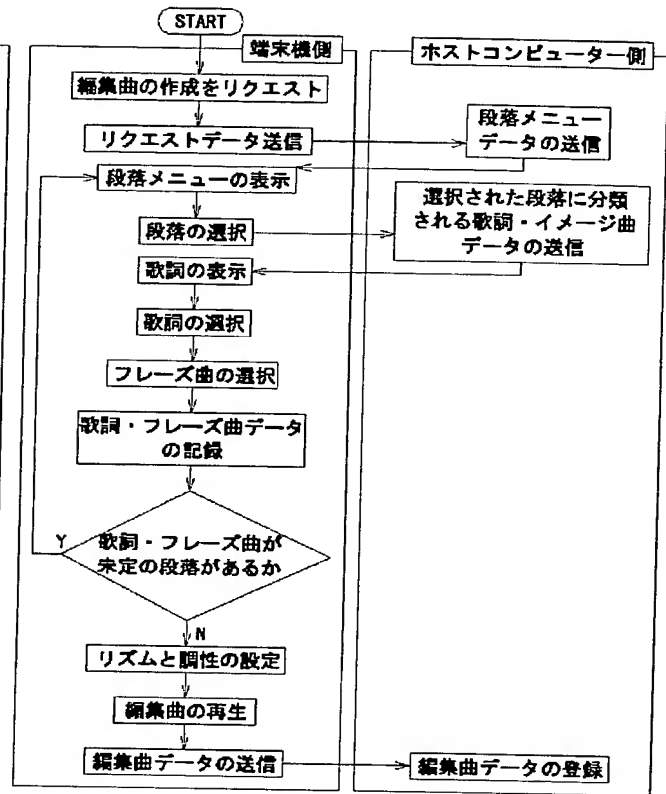 START
端末機側
ホストコンピューター側
編集曲の作成をリクエスト
リクエストデータ送信
段落メニュー
データの送信
段落メニューの表示
選択された段落に分類
される歌詞・イメージ曲
データの送信
段落の選択
歌詞の表示
歌詞の選択
フレーズ曲の選択
歌詞・フレーズ曲データ
の記録
Y
歌詞・フレーズ曲が
未定の段落があるか
N
リズムと調性の設定
編集曲の再生
編集曲データの送信
編集曲データの登録